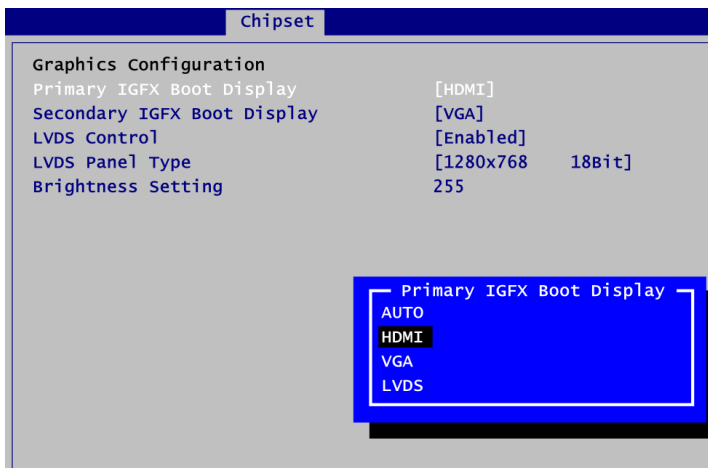 Chipset
Graphics Configuration
Primary IGFX Boot Display [HDMI]
Secondary IGFX Boot Display [VGA]
LVDS Control [Enabled]
LVDS Panel Type [1280x768 18Bit]
Brightness Setting 255
Primary IGFX Boot Display
AUTO
HDMI
VGA
LVDS